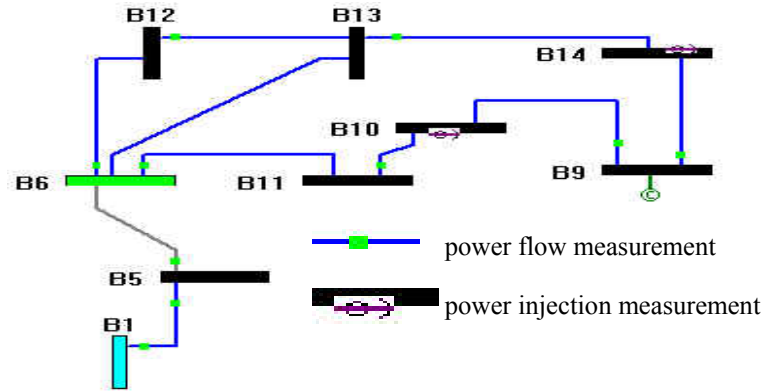 B12
B13
B14
B10
B6
B11
B9
C
power flow measurement
B5
power injection measurement
B1